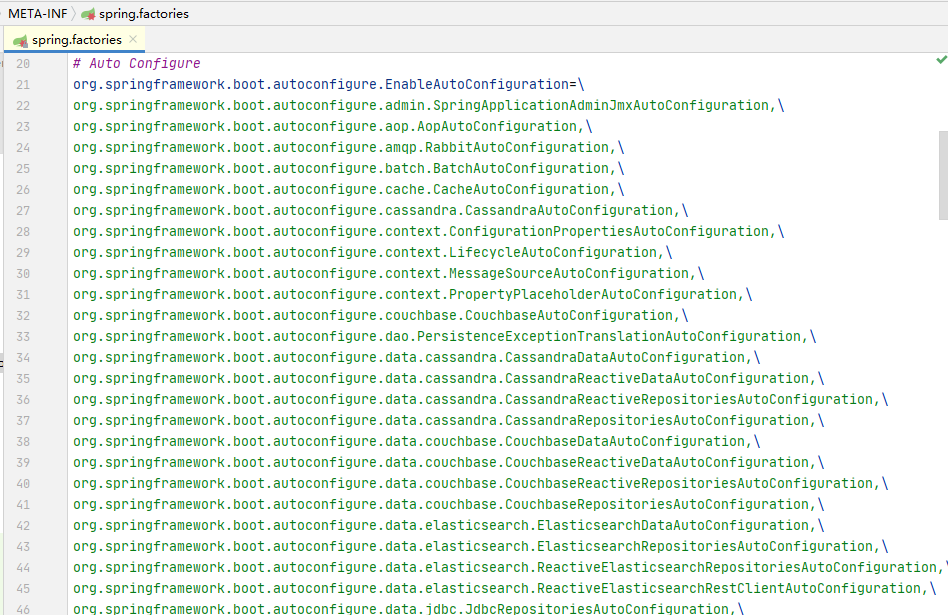 META-INF spring.factories
spring.factories
20 # Auto Configure
21 org.springframework.boot.autoconfigure.EnableAutoConfiguration=\
22 org.springframework.boot.autoconfigure.admin.SpringApplicationAdminJmxAutoConfiguration,\
23 org.springframework.boot.autoconfigure.aop.AopAutoConfiguration,\
24 org.springframework.boot.autoconfigure.amqp.RabbitAutoConfiguration,\
25 org.springframework.boot.autoconfigure.batch.BatchAutoConfiguration,\
26 org.springframework.boot.autoconfigure.cache.CacheAutoConfiguration,\
27 org.springframework.boot.autoconfigure.cassandra.CassandraAutoConfiguration,\
28 org.springframework.boot.autoconfigure.context.ConfigurationPropertiesAutoConfiguration,\
29 org.springframework.boot.autoconfigure.context.LifecycleAutoConfiguration,\
30 org.springframework.boot.autoconfigure.context.MessageSourceAutoConfiguration,\
31 org.springframework.boot.autoconfigure.context.PropertyPlaceholderAutoConfiguration,\
32 org.springframework.boot.autoconfigure.couchbase.CouchbaseAutoConfiguration,\
33 org.springframework.boot.autoconfigure.dao.PersistenceExceptionTranslationAutoConfiguration,\
34 org.springframework.boot.autoconfigure.data.cassandra.CassandraDataAutoConfiguration,\
35 org.springframework.boot.autoconfigure.data.cassandra.CassandraReactiveDataAutoConfiguration,\
36 org.springframework.boot.autoconfigure.data.cassandra.CassandraReactiveRepositoriesAutoConfiguration,\
37 org.springframework.boot.autoconfigure.data.cassandra.CassandraRepositoriesAutoConfiguration,\
38 org.springframework.boot.autoconfigure.data.couchbase.CouchbaseDataAutoConfiguration,\
39 org.springframework.boot.autoconfigure.data.couchbase.CouchbaseReactiveDataAutoConfiguration,\
40 org.springframework.boot.autoconfigure.data.couchbase.CouchbaseReactiveRepositoriesAutoConfiguration,\
41 org.springframework.boot.autoconfigure.data.couchbase.CouchbaseRepositoriesAutoConfiguration,\
42 org.springframework.boot.autoconfigure.data.elasticsearch.ElasticsearchDataAutoConfiguration,\
43 org.springframework.boot.autoconfigure.data.elasticsearch.ElasticsearchRepositoriesAutoConfiguration,\
44 org.springframework.boot.autoconfigure.data.elasticsearch.ReactiveElasticsearchRepositoriesAutoConfiguration,\
45 org.springframework.boot.autoconfigure.data.elasticsearch.ReactiveElasticsearchRestClientAutoConfiguration,\
46 org.springframework.boot.autoconfigure.data.jdbc.JdbcRepositoriesAutoConfiguration,\